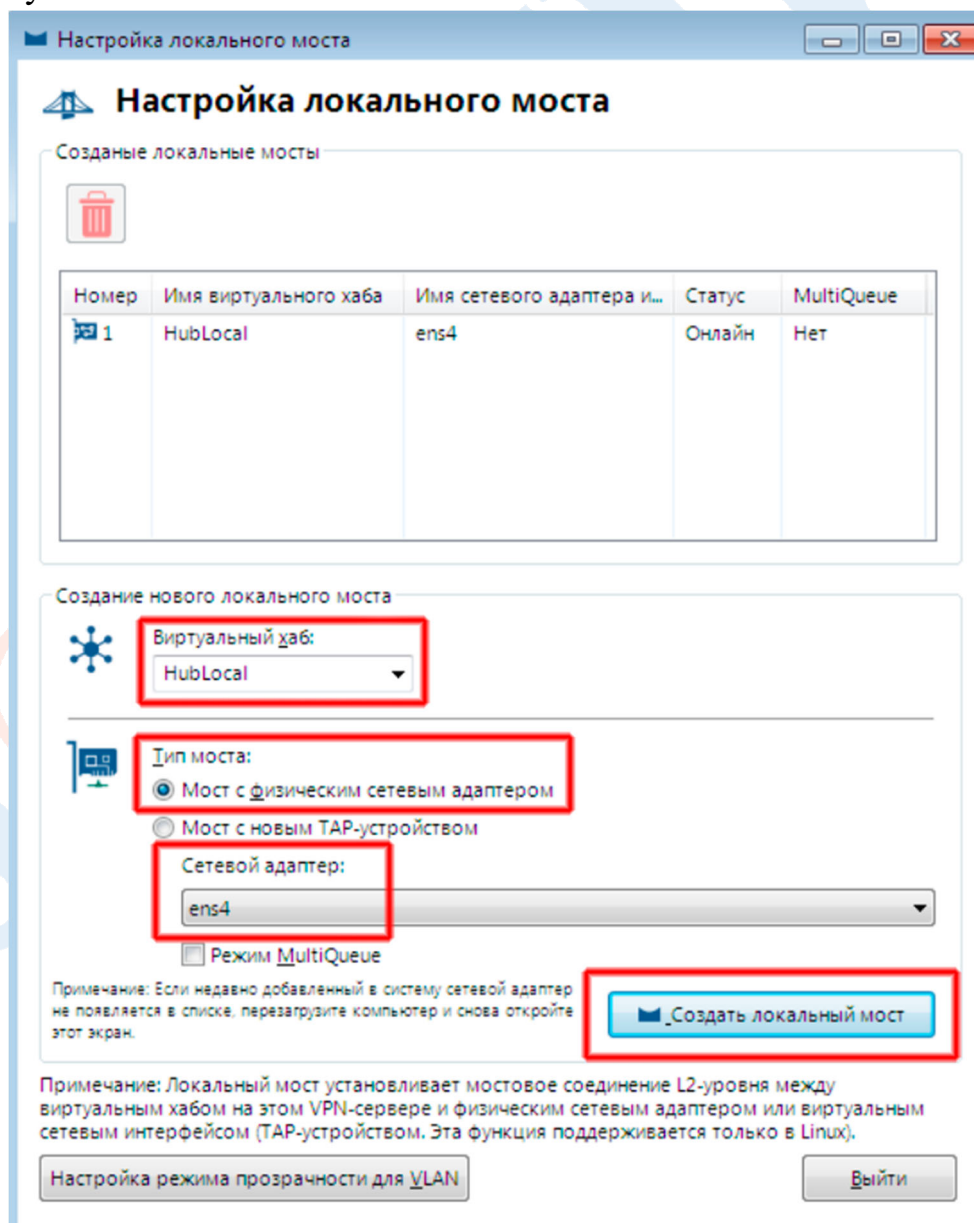 Настройка локального моста
Настройка локального моста
Созданые локальные мосты
Номер Имя виртуального хаба Имя сетевого адаптера и... Статус MultiQueue
1 HubLocal ens4 Онлайн Нет
Создание нового локального моста
Виртуальный хаб:
HubLocal
Тип моста:
Мост с физическим сетевым адаптером
Мост с новым TAP-устройством
Сетевой адаптер:
ens4
Режим MultiQueue
Примечание: Если недавно добавленный в систему сетевой адаптер
не появляется в списке, перезагрузите компьютер и снова откройте
этот экран.
Создать локальный мост
Примечание: Локальный мост устанавливает мостовое соединение L2-уровня между
виртуальным хабом на этом VPN-сервере и физическим сетевым адаптером или виртуальным
сетевым интерфейсом (TAP-устройством. Эта функция поддерживается только в Linux).
Настройка режима прозрачности для VLAN
Выйти